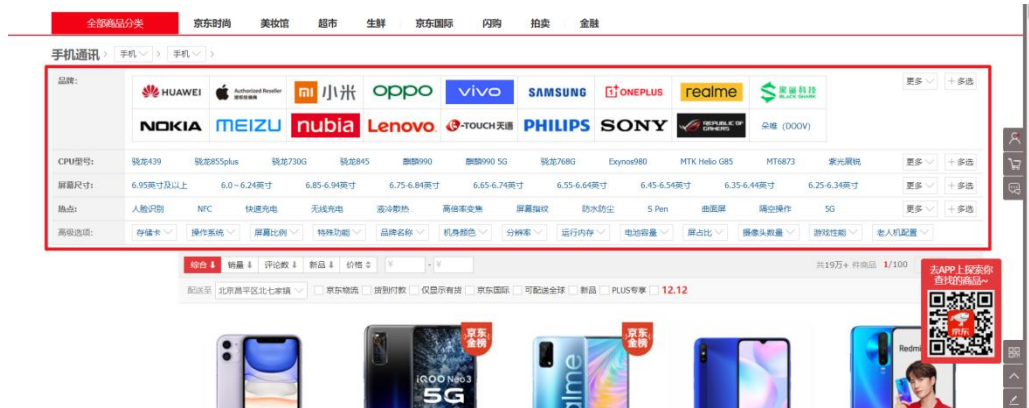 全部商品分类 京东时尚 美妆馆 超市 生鲜 京东国际 闪购 拍卖 金融
手机通讯 > 手机 > 手机 >
品牌: HUAWEI Authorized Reseller 小米 OPPO vivo SAMSUNG ONEPLUS realme 黑鲨科技 BLACK SHARK 更多 + 多选
NOKIA MEIZU nubia Lenovo. K-TOUCH天语 PHILIPS SONY REPUBLIC OF GAMERS 朵唯(DOOV)
CPU型号: 骁龙439 骁龙855plus 骁龙730G 骁龙845 麒麟990 麒麟990 5G 骁龙768G Exynos980 MTK Helio G85 MT6873 紫光展锐 更多 + 多选
屏幕尺寸: 6.95英寸及以上 6.0~6.24英寸 6.85-6.94英寸 6.75-6.84英寸 6.65-6.74英寸 6.55-6.64英寸 6.45-6.54英寸 6.35-6.44英寸 6.25-6.34英寸 更多 + 多选
热点: 人脸识别 NFC 快速充电 无线充电 液冷散热 高倍率变焦 屏幕指纹 防水防尘 S Pen 曲面屏 隔空操作 5G 更多 + 多选
高级选项: 存储卡 操作系统 屏幕比例 特殊功能 品牌名称 机身颜色 分辨率 运行内存 电池容量 屏占比 摄像头数量 游戏性能 老人机配置
综合 销量 评论数 新品 价格 ¥ - ¥ 共19万+ 件商品 1/100
去APP上探索你
查找的商品~
京东
配送至 北京昌平区北七家镇 京东物流 货到付款 仅显示有货 京东国际 可配送全球 新品 PLUS专享 12.12
京东
金榜
iQOO Neo3
5G
realme
京东
金榜
Redmi